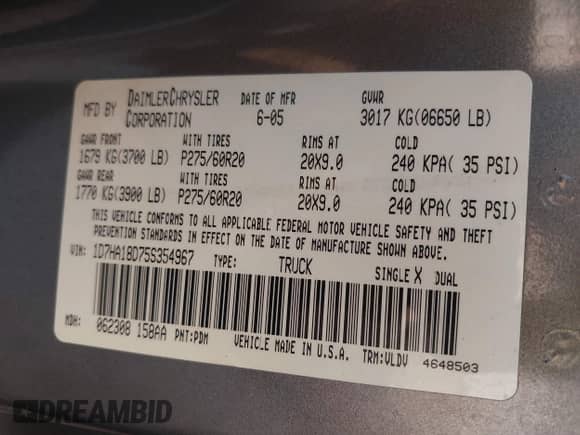 MFD BY DAIMLERCHRYSLER CORPORATION DATE OF MFR 6-05 GVWR 3017 KG(06650 LB)
GAWR FRONT WITH TIRES RIMS AT COLD
1679 KG(3700 LB) P275/60R20 20X9.0 240 KPA( 35 PSI)
GAWR REAR WITH TIRES RIMS AT COLD
1770 KG(3900 LB) P275/60R20 20X9.0 240 KPA( 35 PSI)
THIS VEHICLE CONFORMS TO ALL APPLICABLE FEDERAL MOTOR VEHICLE SAFETY AND THEFT
PREVENTION STANDARDS IN EFFECT ON THE DATE OF MANUFACTURE SHOWN ABOVE.
VIN: 1D7HA18D75S354967 TYPE: TRUCK SINGLE X DUAL
MDH: 062308 158AA PNT:PDM VEHICLE MADE IN U.S.A. TRM:VLDV 4648503
DREAMBID